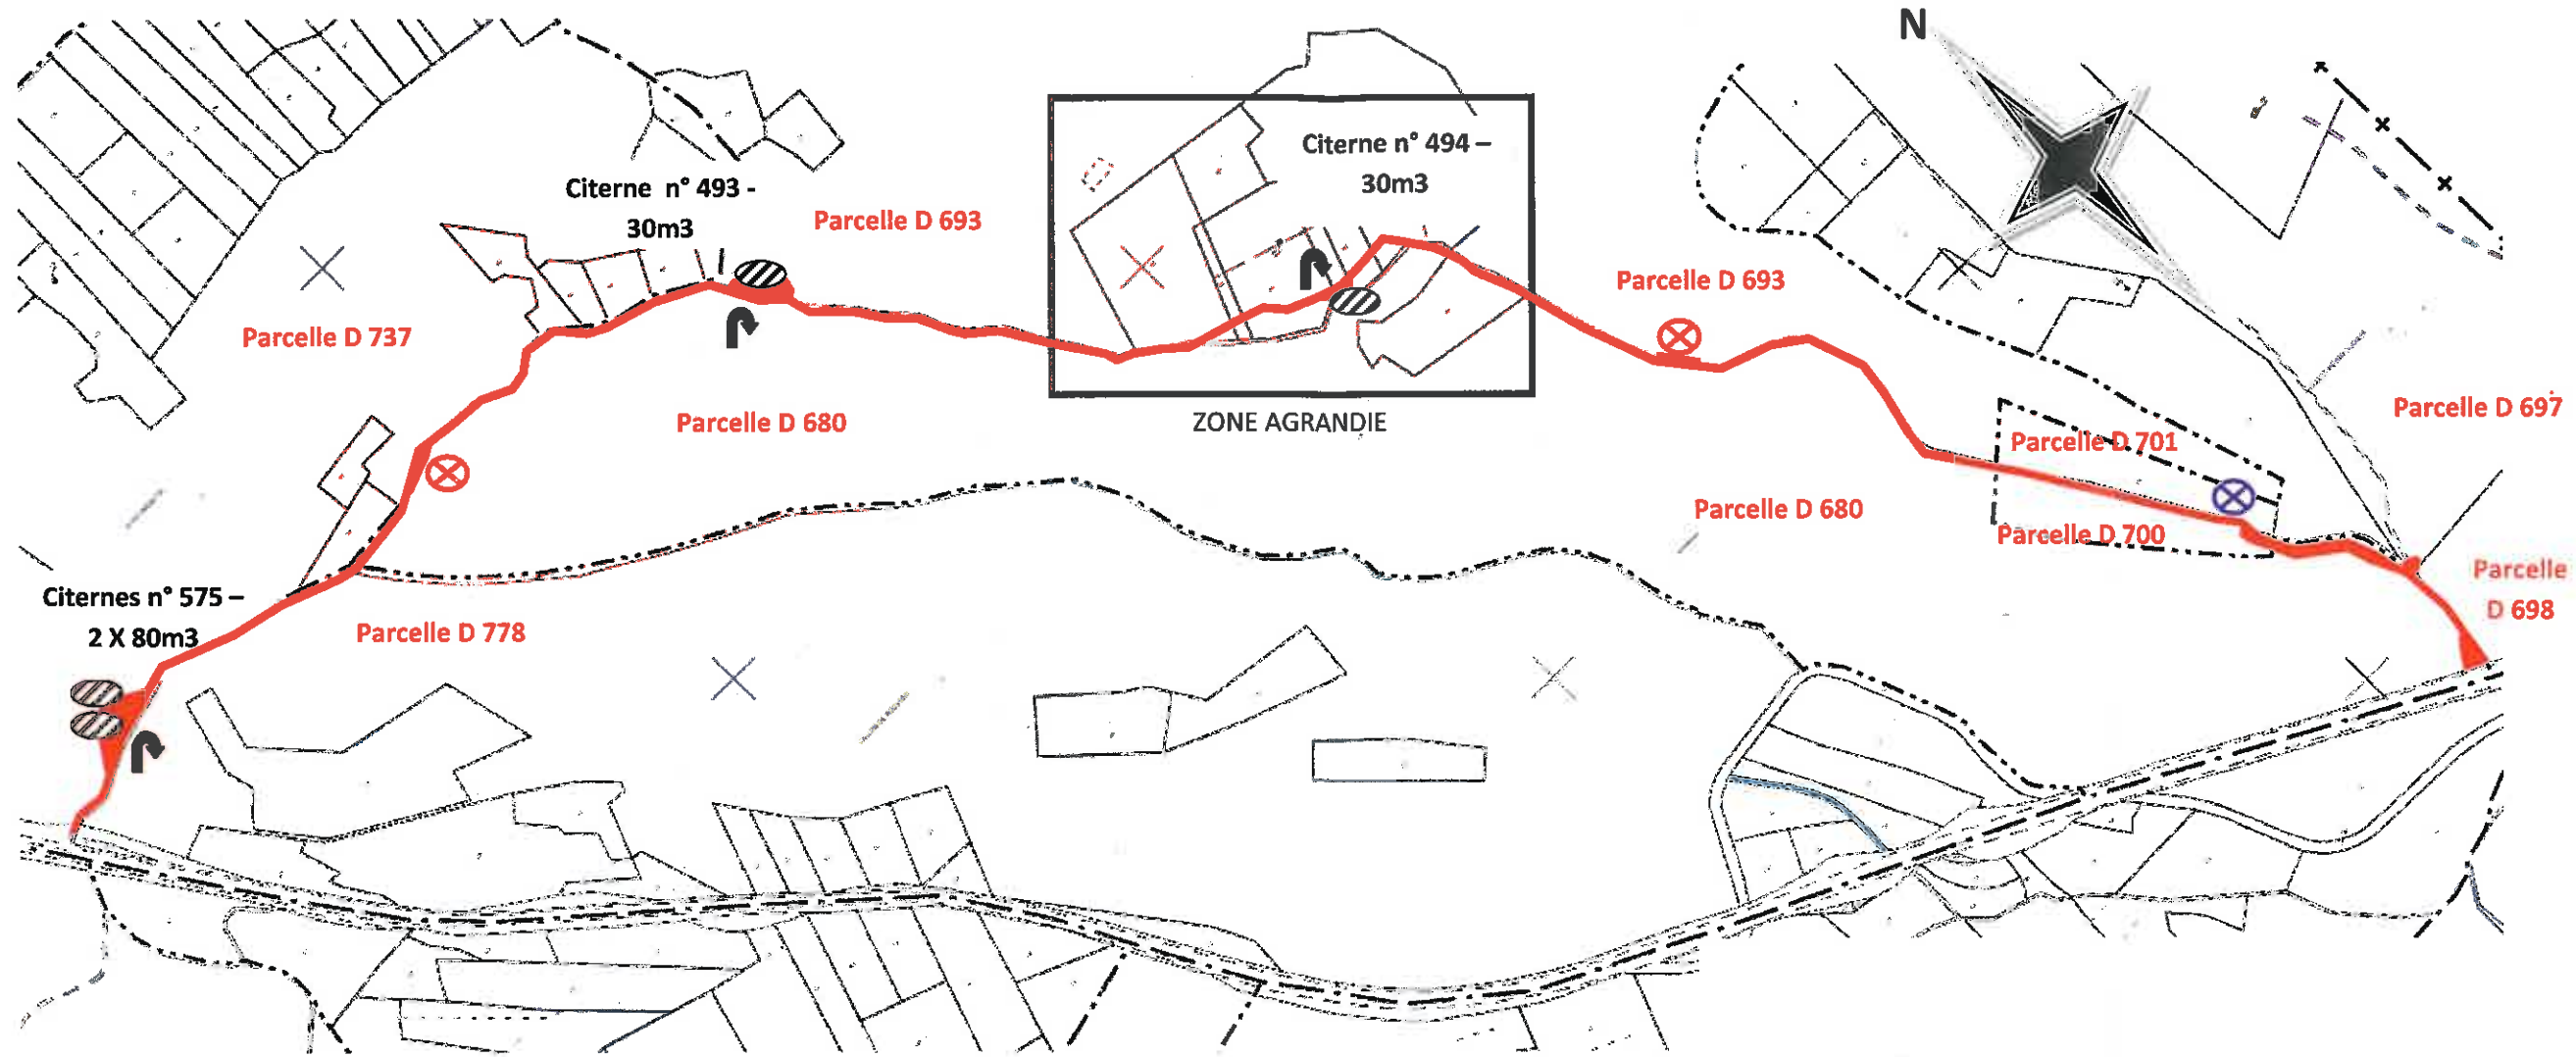 N
Citerne n° 494 –
30m3
Citerne n° 493 -
30m3
Parcelle D 693
Parcelle D 693
Parcelle D 737
Parcelle D 680
ZONE AGRANDIE
Parcelle D 697
Parcelle D 701
Parcelle D 680
Parcelle D 700
Parcelle
D 698
Citernes n° 575 –
2 X 80m3
Parcelle D 778